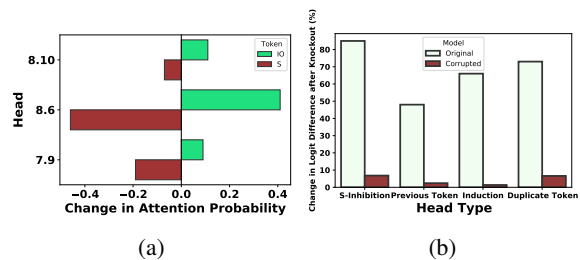 Token
IO
S
8.10
8.6
7.9
Head
−0.4 −0.2 0.0 0.2 0.4
Change in Attention Probability
(a)
Change in Logit Difference after Knockout (%)
80
70
60
50
40
30
20
10
0
Model
Original
Corrupted
S-Inhibition Previous Token Induction Duplicate Token
Head Type
(b)